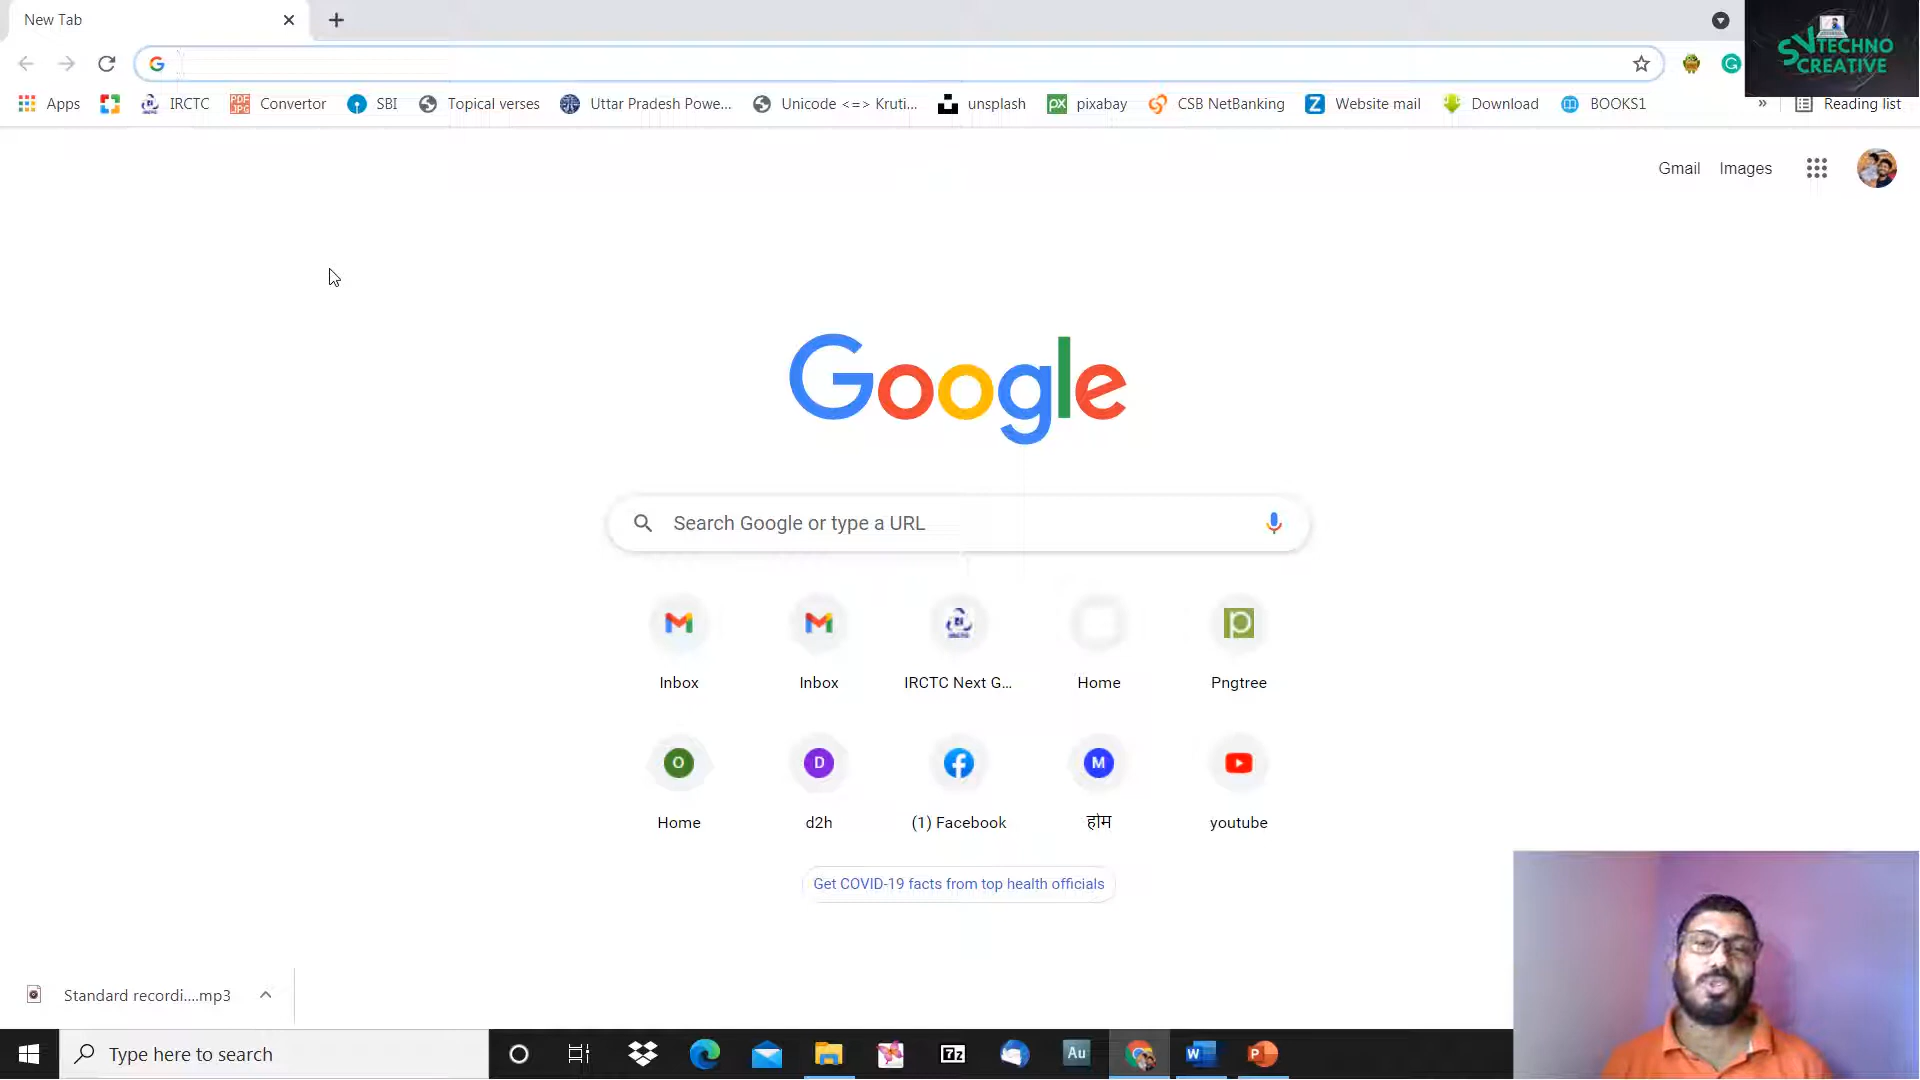 New Tab
SV TECHNO CREATIVE
Apps IRCTC Convertor SBI Topical verses Uttar Pradesh Powe... Unicode <=> Kruti... unsplash pixabay CSB NetBanking Website mail Download BOOKS1 » Reading list
Gmail Images
Google
Search Google or type a URL
Inbox Inbox IRCTC Next G... Home Pngtree
O D M
Home d2h (1) Facebook होम youtube
Get COVID-19 facts from top health officials
Standard recordi....mp3
Type here to search 7z Au W P